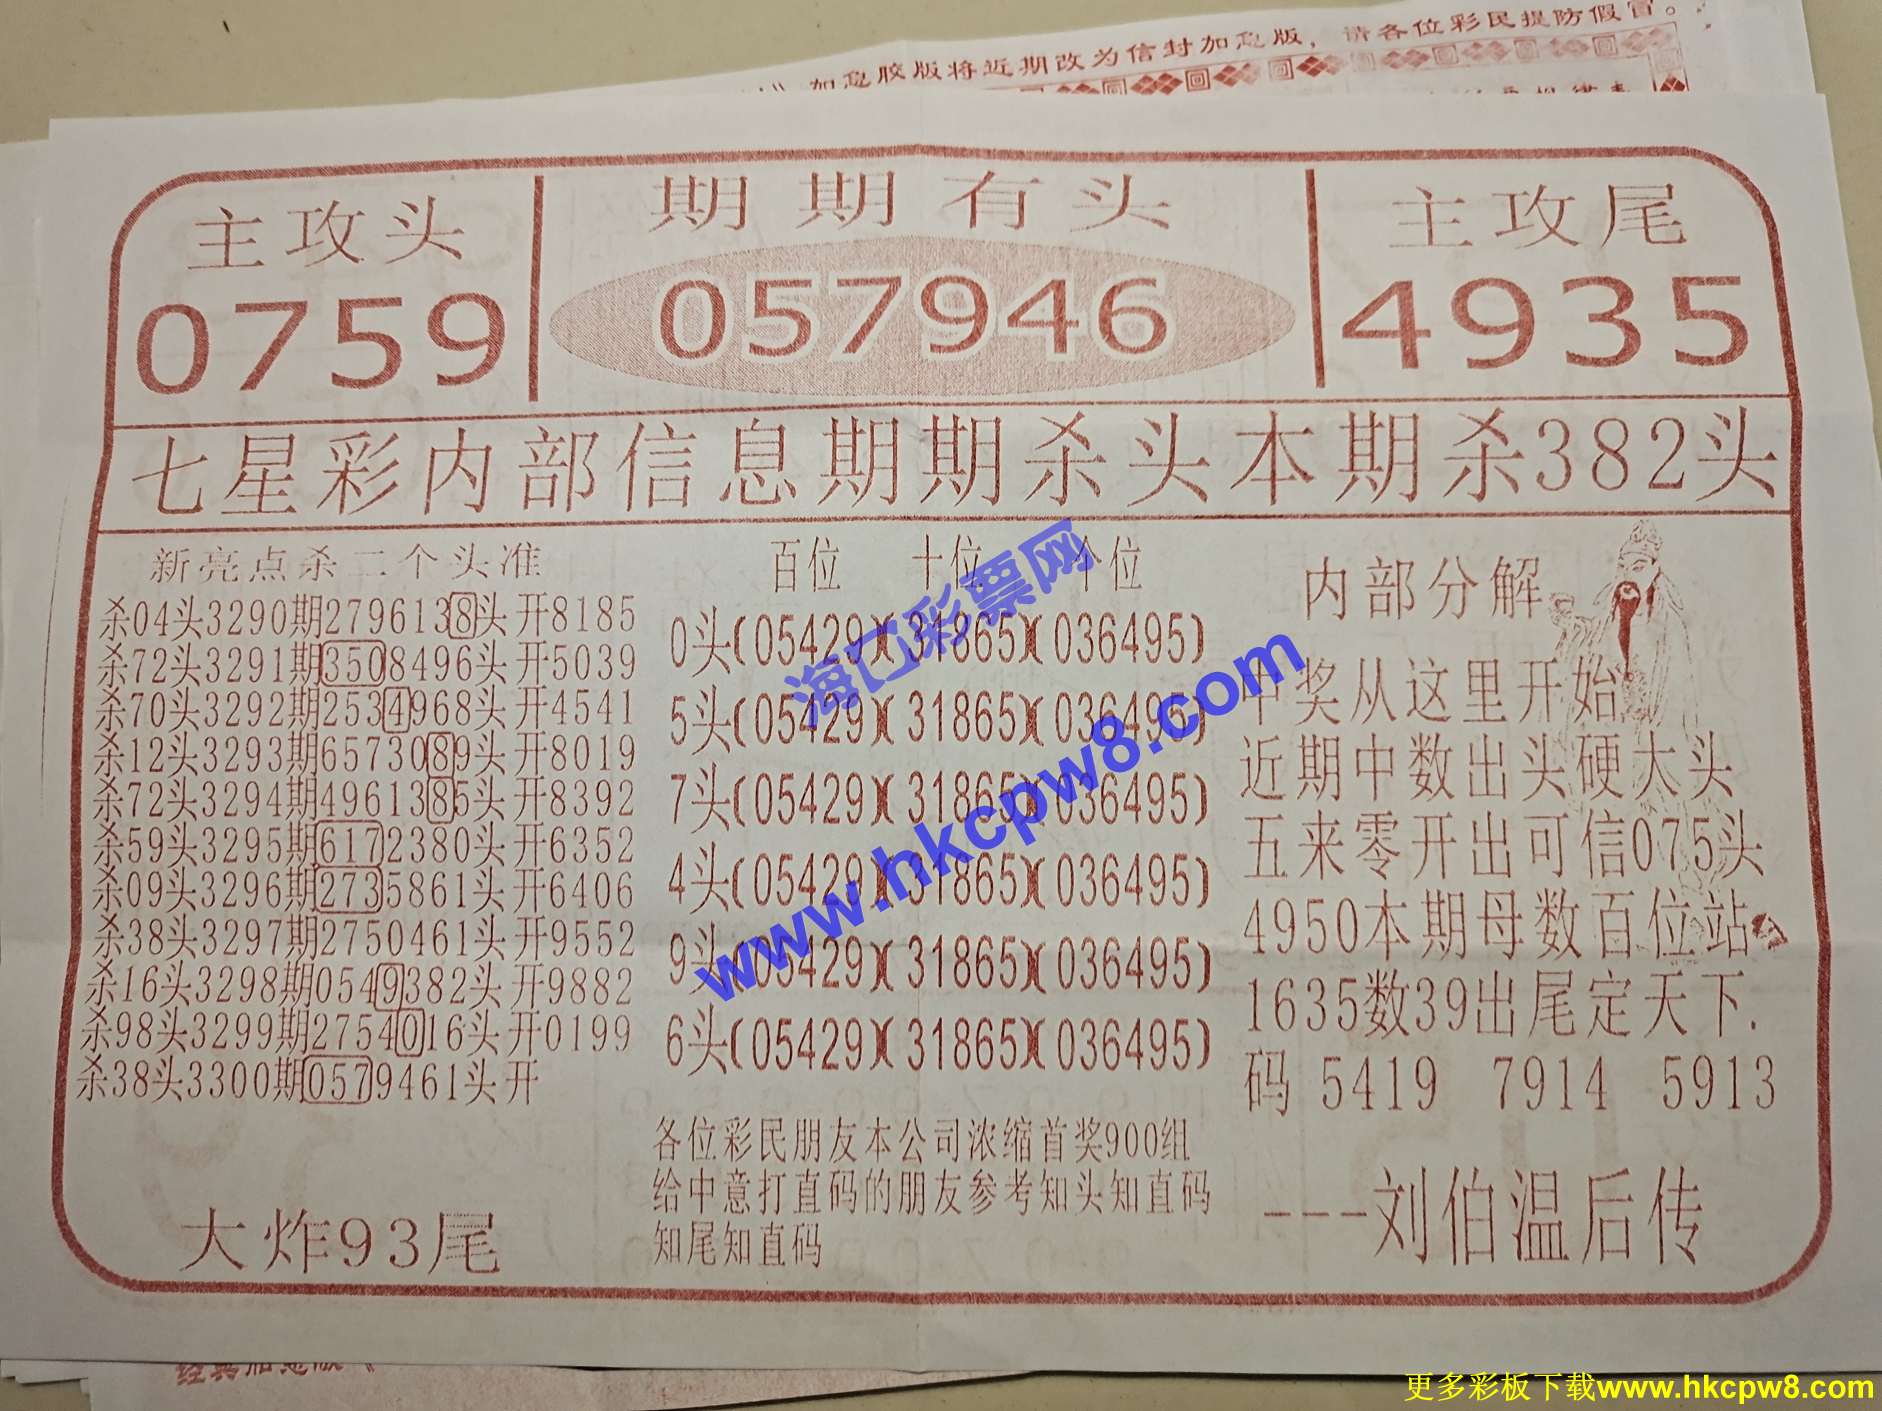 加急胶版将近期改为信封加急版，请各位彩民提防假冒。
主攻头
0759
期期有头
057946
主攻尾
4935
七星彩内部信息期期杀头本期杀382头
新亮点杀二个头准
杀04头3290期2796138头开8185
杀72头3291期3508496头开5039
杀70头3292期2534968头开4541
杀12头3293期6573089头开8019
杀72头3294期4961385头开8392
杀59头3295期6172380头开6352
杀09头3296期2735861头开6406
杀38头3297期2750461头开9552
杀16头3298期0549382头开9882
杀98头3299期2754016头开0199
杀38头3300期0579461头开
大炸93尾
百位 十位 个位
0头(05429)(31865)(036495)
5头(05429)(31865)(036495)
7头(05429)(31865)(036495)
4头(05429)(31865)(036495)
9头(05429)(31865)(036495)
6头(05429)(31865)(036495)
各位彩民朋友本公司浓缩首奖900组
给中意打直码的朋友参考知头知直码
知尾知直码
内部分解
中奖从这里开始
近期中数出头硬大头
五来零开出可信075头
4950本期母数百位站
1635数39出尾定天下.
码 5419 7914 5913
---刘伯温后传
海口彩票网
www.hkcpw8.com
更多彩板下载www.hkcpw8.com